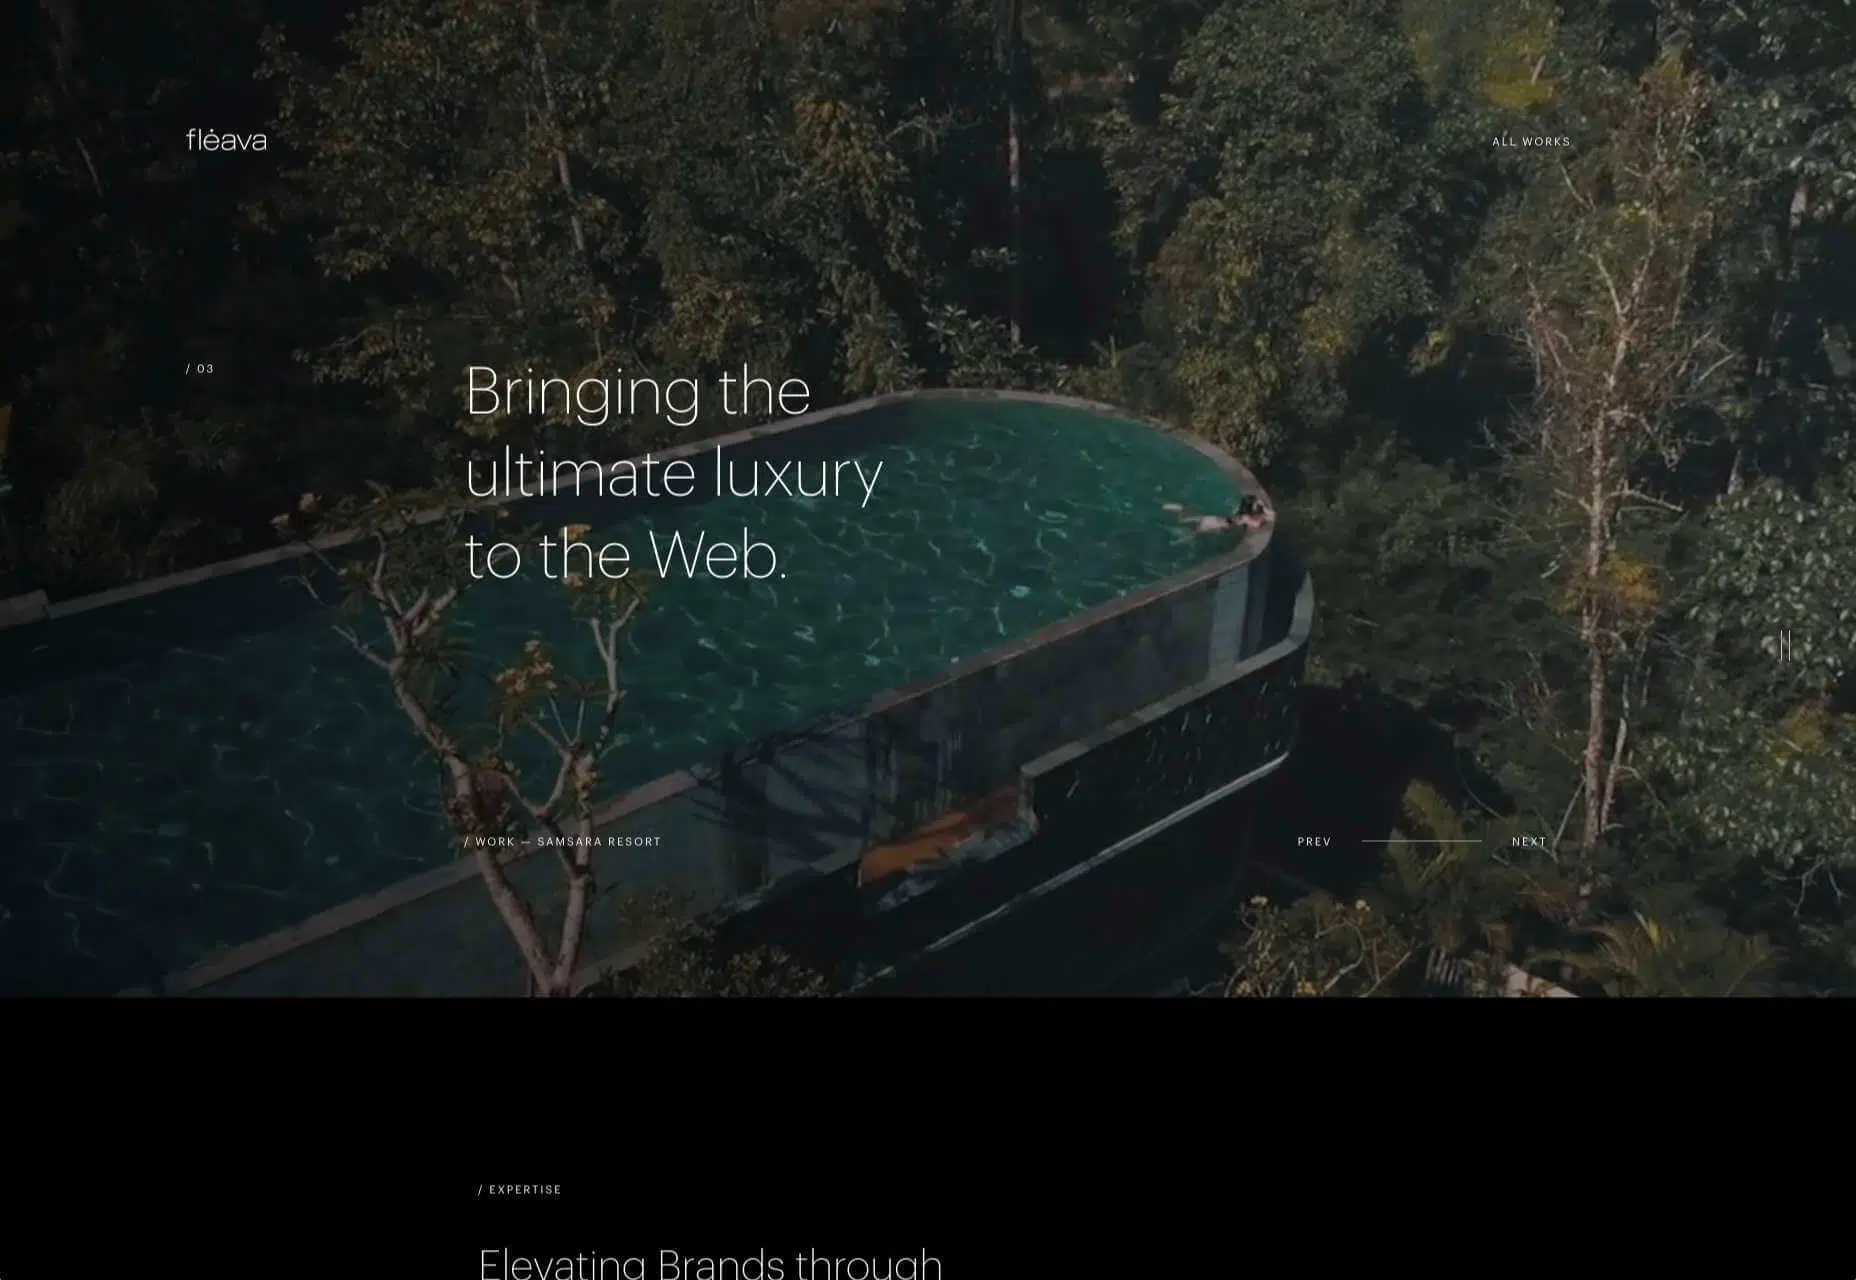 flėava
ALL WORKS
/ 03
Bringing the
ultimate luxury
to the Web.
/ WORK — SAMSARA RESORT
PREV
NEXT
/ EXPERTISE
Elevating Brands through